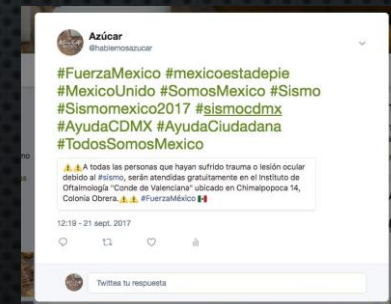 Azúcar
@hablemosazucar
#FuerzaMexico #mexicoestadepie
#MexicoUnido #SomosMexico #Sismo
#Sismomexico2017 #sismocdmx
#AyudaCDMX #AyudaCiudadana
#TodosSomosMexico
⚠️⚠️A todas las personas que hayan sufrido trauma o lesión ocular
debido al #sismo, serán atendidas gratuitamente en el Instituto de
Oftalmología "Conde de Valenciana" ubicado en Chimalpopoca 14,
Colonia Obrera.⚠️⚠️ #FuerzaMéxico 🇲🇽
12:19 - 21 sept. 2017
Twittea tu respuesta